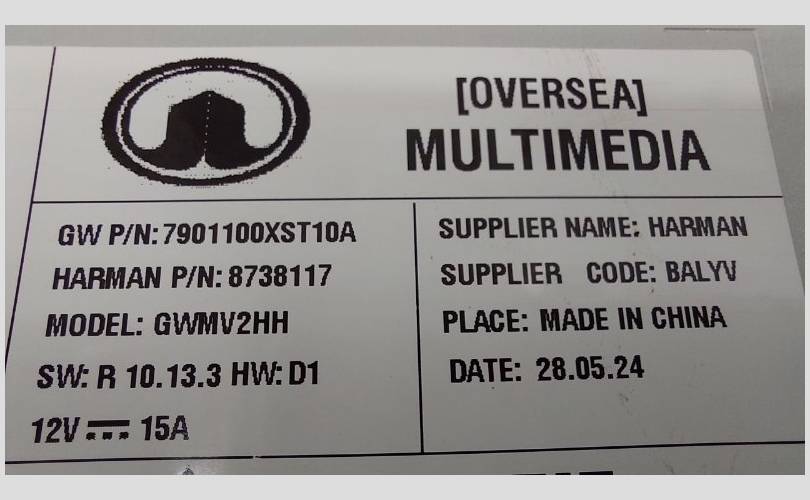 [OVERSEA]
MULTIMEDIA
GW P/N: 7901100XST10A
HARMAN P/N: 8738117
MODEL: GWMV2HH
SW: R 10.13.3 HW: D1
12V 15A
SUPPLIER NAME: HARMAN
SUPPLIER CODE: BALYV
PLACE: MADE IN CHINA
DATE: 28.05.24